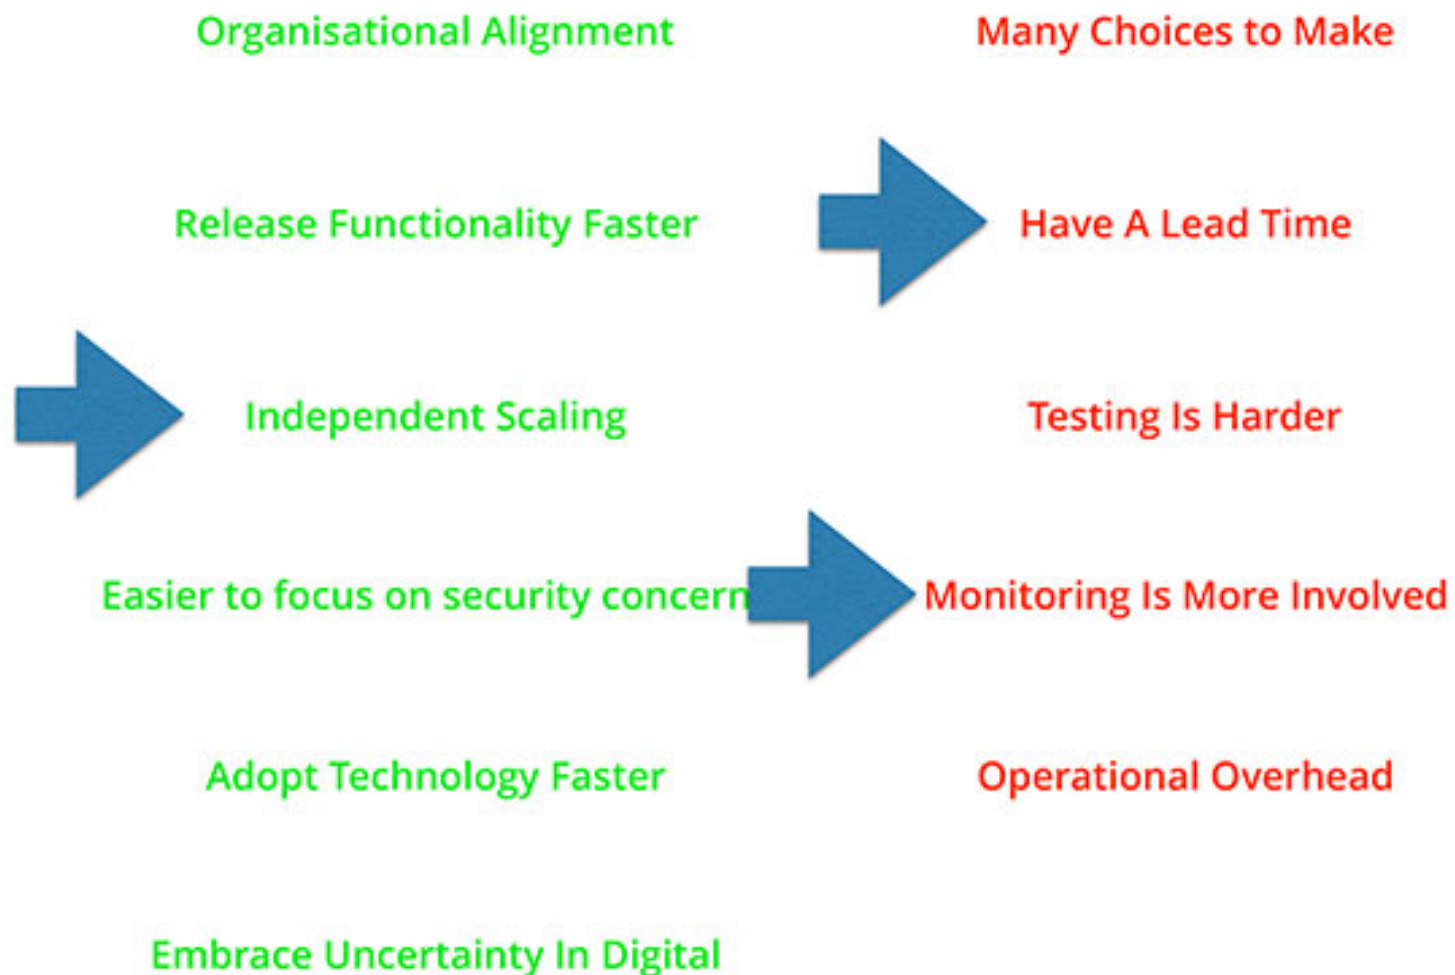 Organisational Alignment
Many Choices to Make
Release Functionality Faster
Have A Lead Time
Independent Scaling
Testing Is Harder
Easier to focus on security concern
Monitoring Is More Involved
Adopt Technology Faster
Operational Overhead
Embrace Uncertainty In Digital